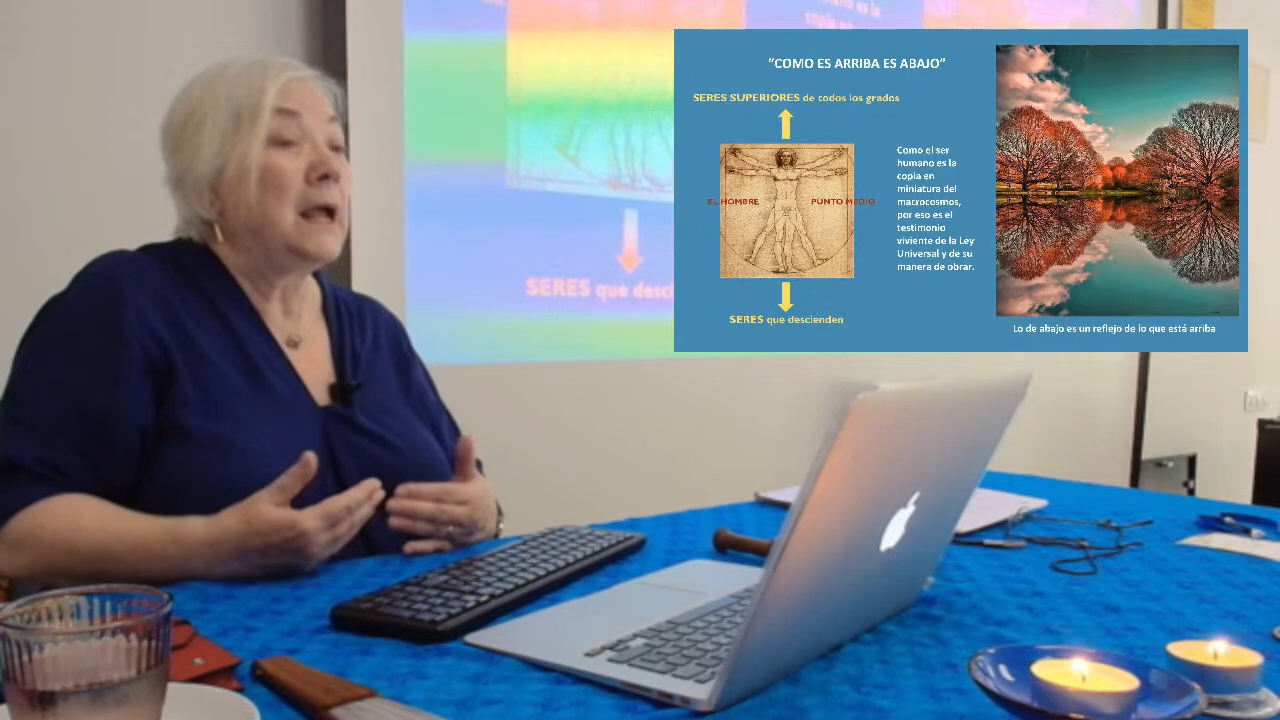 “COMO ES ARRIBA ES ABAJO”
SERES SUPERIORES de todos los grados
EL HOMBRE
PUNTO MEDIO
Como el ser
humano es la
copia en
miniatura del
macrocosmos,
por eso es el
testimonio
viviente de la Ley
Universal y de su
manera de obrar.
SERES que descienden
Lo de abajo es un reflejo de lo que está arriba
copia en
SERES que desci